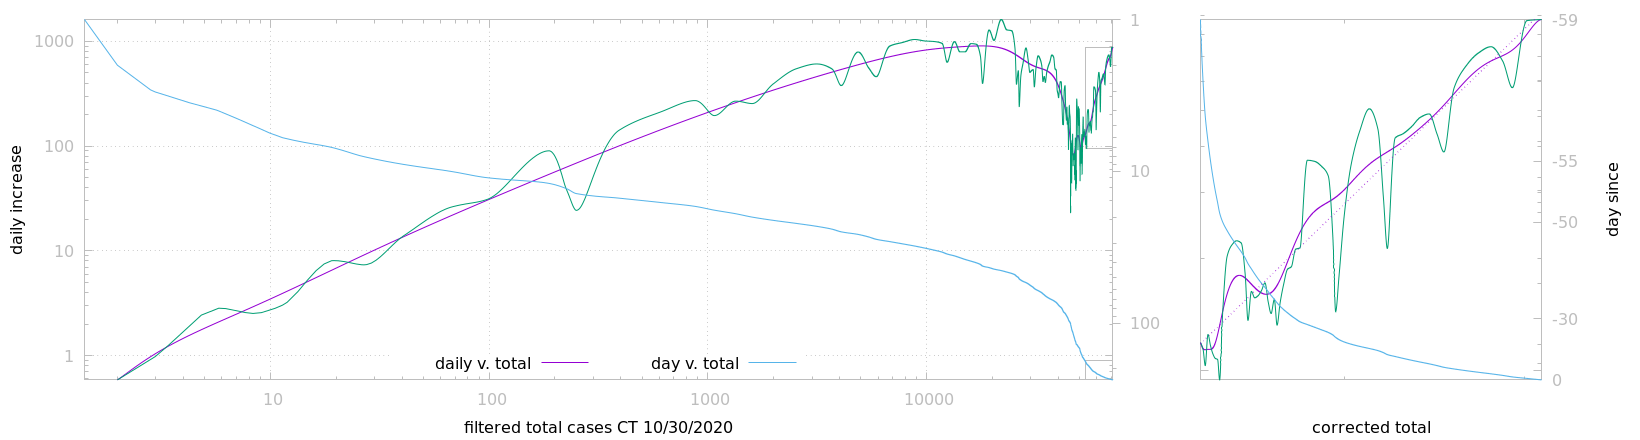 daily increase
1000
100
10
1
10
100
1000
10000
filtered total cases CT 10/30/2020
daily v. total
day v. total
1
10
100
-59
-55
-50
-30
0
day since
corrected total